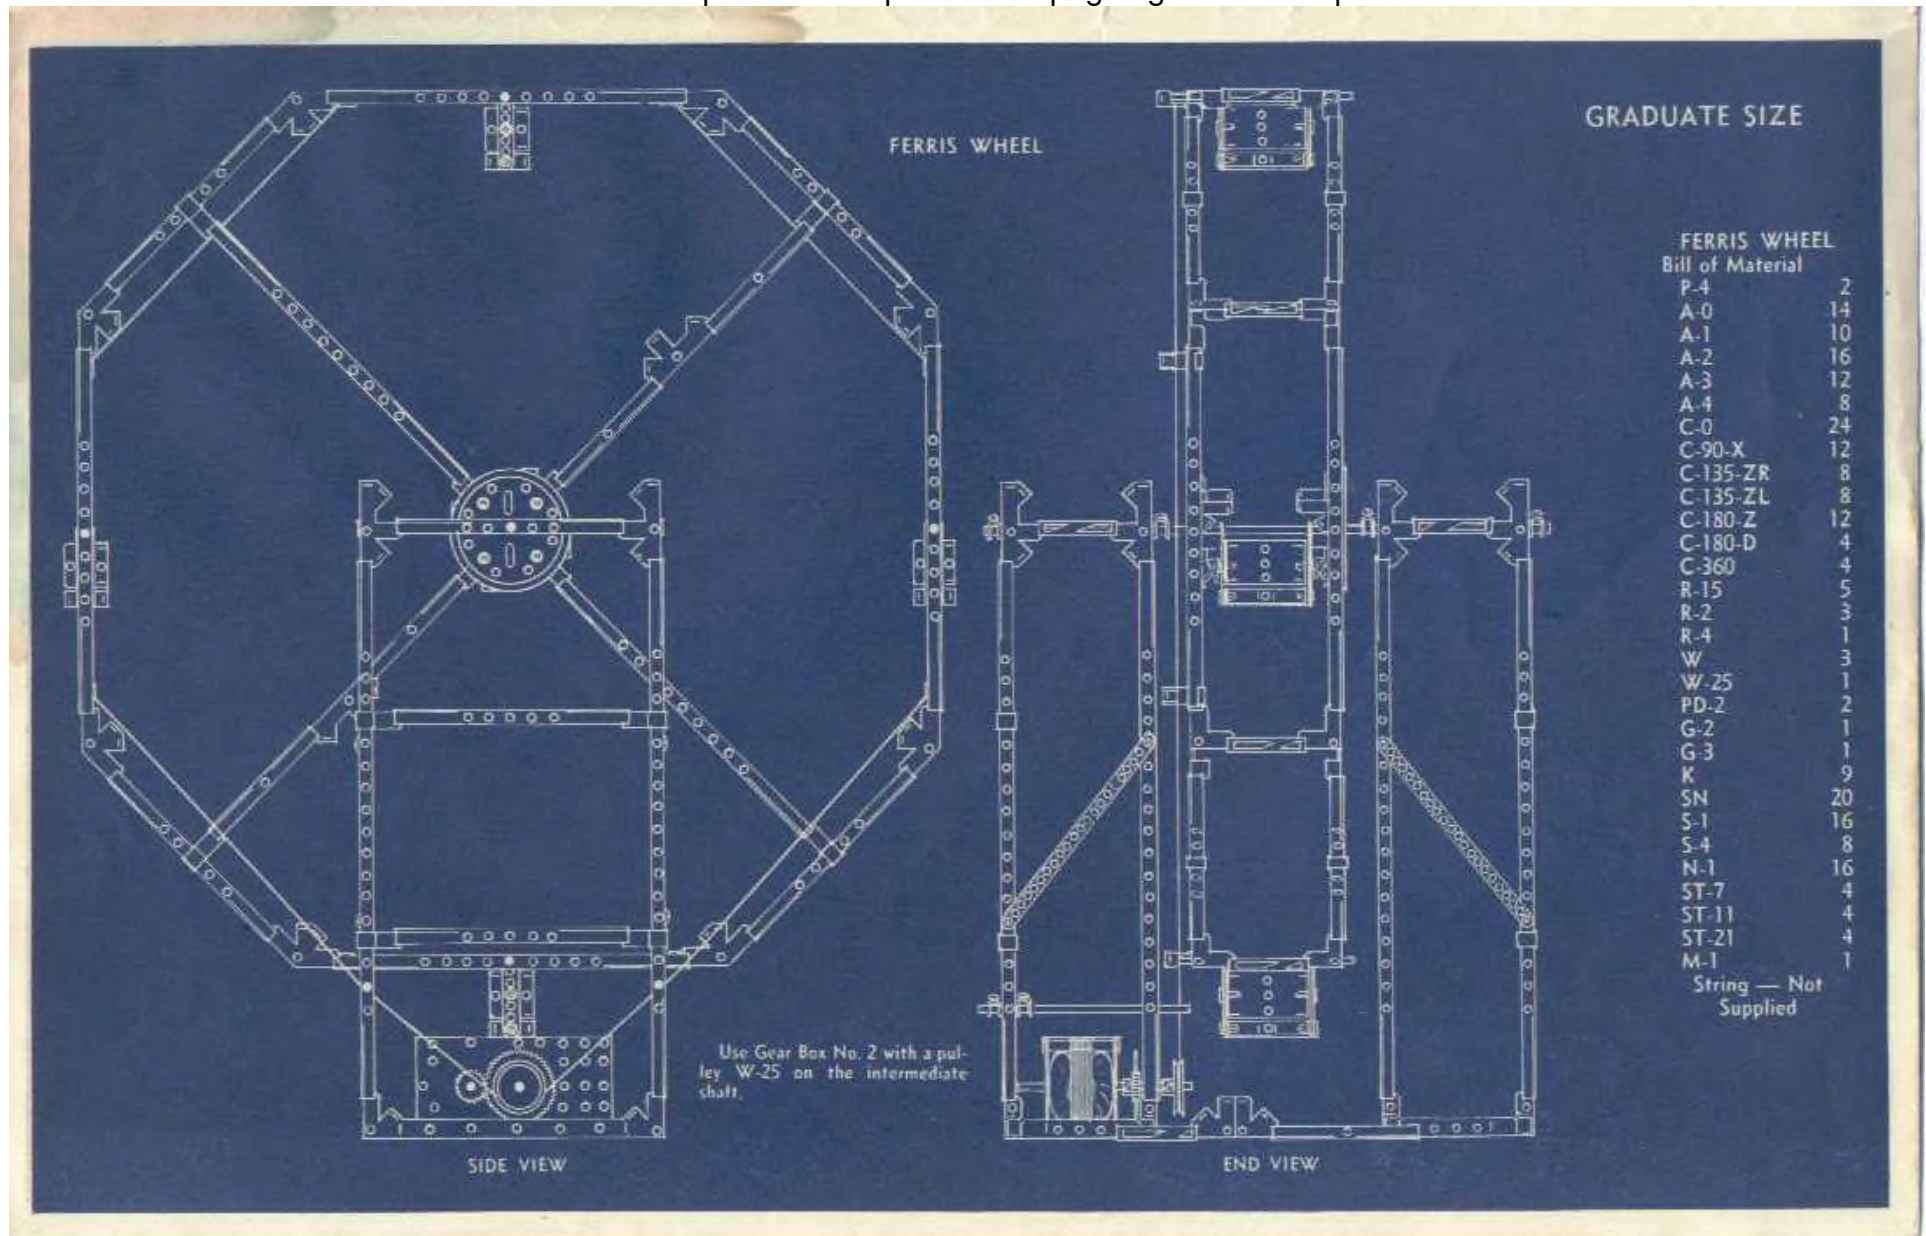 FERRIS WHEEL
GRADUATE SIZE
FERRIS WHEEL
Bill of Material
P-4 2
A-0 14
A-1 10
A-2 16
A-3 12
A-4 8
C-0 24
C-90-X 12
C-135-ZR 8
C-135-ZL 8
C-180-Z 12
C-180-D 4
C-360 4
R-15 5
R-2 3
R-4 1
W 3
W-25 1
PD-2 2
G-2 1
G-3 1
K 9
SN 20
S-1 16
S-4 8
N-1 16
ST-7 4
ST-11 4
ST-21 4
M-1 1
String — Not
Supplied
Use Gear Box No. 2 with a pul-
ley W-25 on the intermediate
shaft.
SIDE VIEW
END VIEW